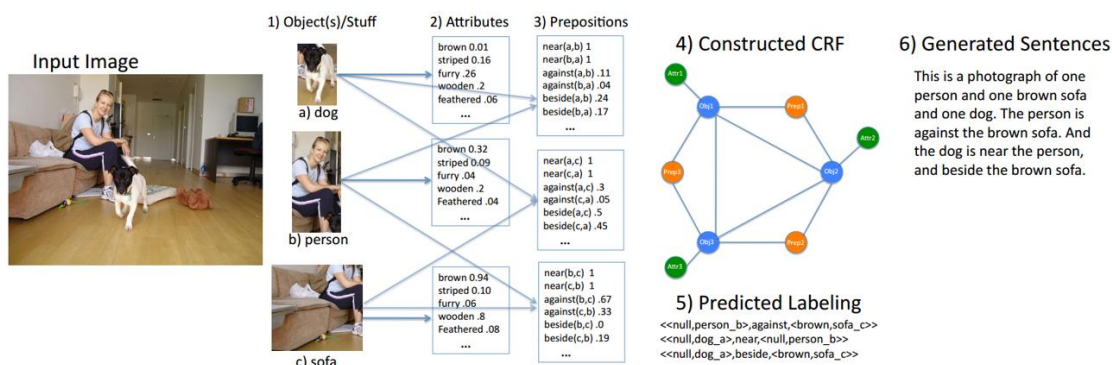 Input Image
1) Object(s)/Stuff
a) dog
b) person
c) sofa
2) Attributes
brown 0.01
striped 0.16
furry .26
wooden .2
feathered .06
...
brown 0.32
striped 0.09
furry .04
wooden .2
Feathered .04
...
brown 0.94
striped 0.10
furry .06
wooden .8
Feathered .08
...
3) Prepositions
near(a,b) 1
near(b,a) 1
against(a,b) .11
against(b,a) .04
beside(a,b) .24
beside(b,a) .17
...
near(a,c) 1
near(c,a) 1
against(a,c) .3
against(c,a) .05
beside(a,c) .5
beside(c,a) .45
...
near(b,c) 1
near(c,b) 1
against(b,c) .67
against(c,b) .33
beside(b,c) .0
beside(c,b) .19
...
4) Constructed CRF
Attr1
Obj1
Prep1
Attr2
Prep3
Obj2
Obj3
Prep2
Attr3
5) Predicted Labeling
<<null,person_b>,against,<brown,sofa_c>>
<<null,dog_a>,near,<null,person_b>>
<<null,dog_a>,beside,<brown,sofa_c>>
6) Generated Sentences
This is a photograph of one
person and one brown sofa
and one dog. The person is
against the brown sofa. And
the dog is near the person,
and beside the brown sofa.